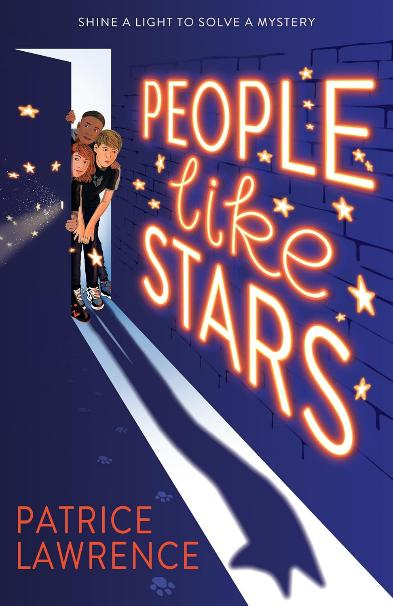 SHINE A LIGHT TO SOLVE A MYSTERY
PEOPLE
like
STARS
PATRICE
LAWRENCE